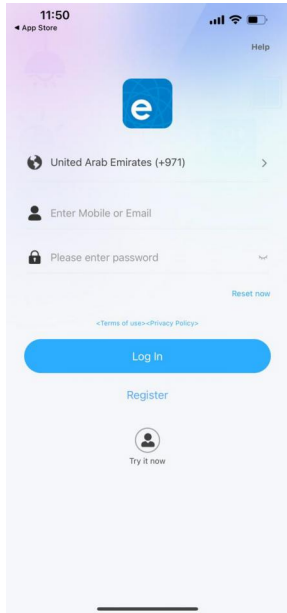 11:50
◄ App Store
Help
e
United Arab Emirates (+971)
Enter Mobile or Email
Please enter password
Reset now
<Terms of use><Privacy Policy>
Log In
Register
Try it now